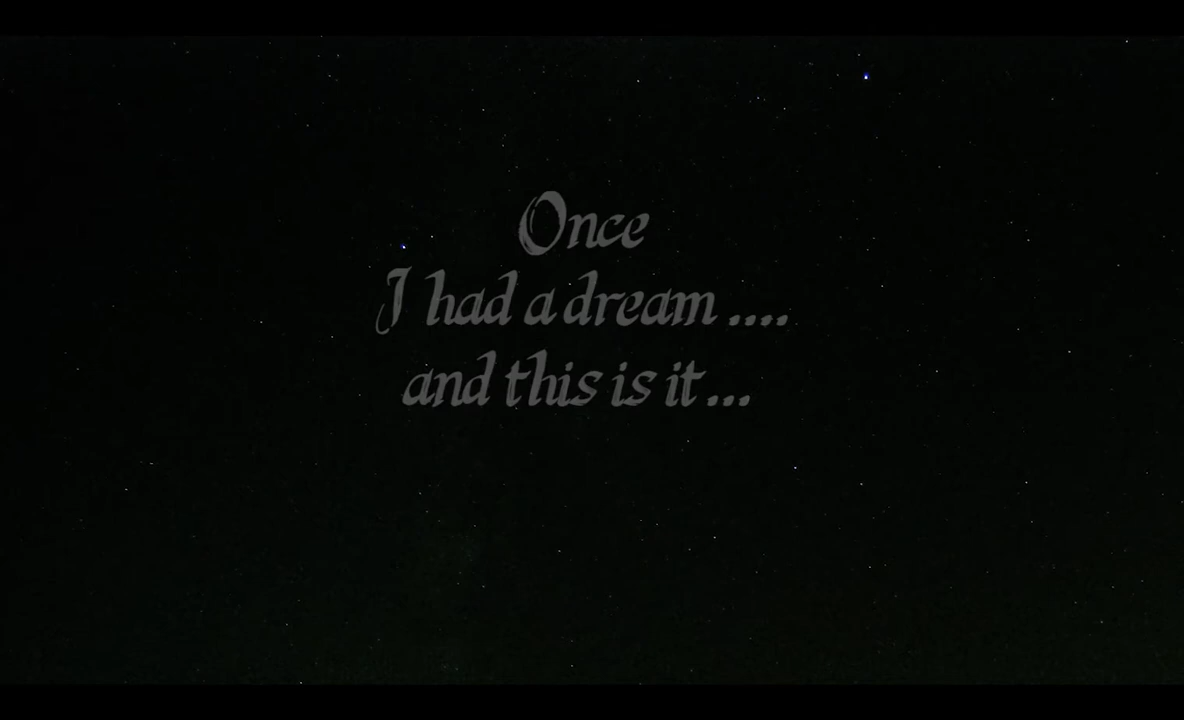 Once
I had a dream ....
and this is it ...